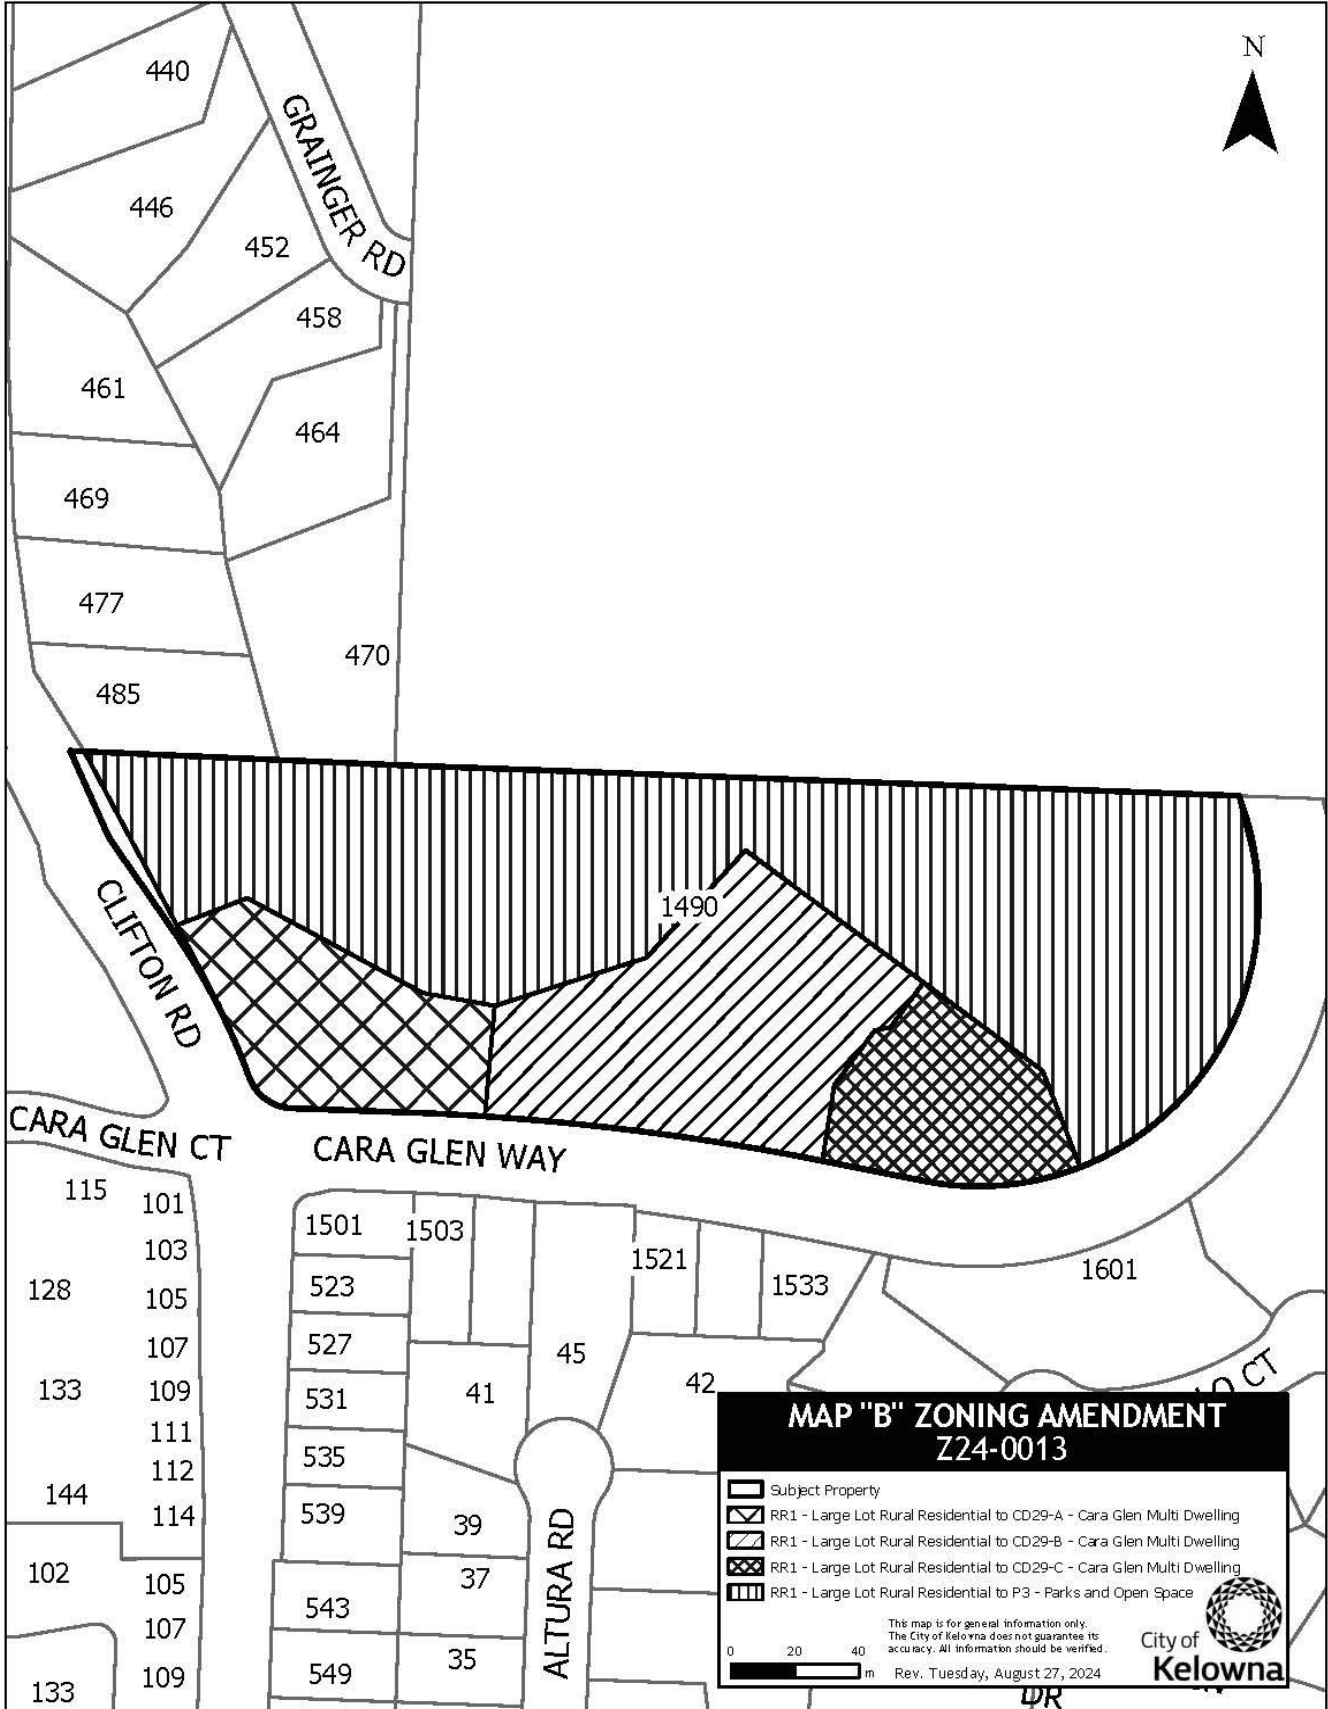 N
440
GRAINGER RD
446
452
458
461
464
469
477
470
485
1490
CLIFTON RD
CARA GLEN CT
CARA GLEN WAY
115
101
1501
1503
103
1521
1601
128
523
1533
105
527
107
45
133
109
531
41
42
111
535
112
144
114
539
39
102
105
543
37
107
35
109
549
133
ALTURA RD
CT
DR
MAP "B" ZONING AMENDMENT
Z24-0013
Subject Property
RR1 - Large Lot Rural Residential to CD29-A - Cara Glen Multi Dwelling
RR1 - Large Lot Rural Residential to CD29-B - Cara Glen Multi Dwelling
RR1 - Large Lot Rural Residential to CD29-C - Cara Glen Multi Dwelling
RR1 - Large Lot Rural Residential to P3 - Parks and Open Space
This map is for general information only.
The City of Kelowna does not guarantee its
accuracy. All information should be verified.
0 20 40
m
Rev. Tuesday, August 27, 2024
City of
Kelowna